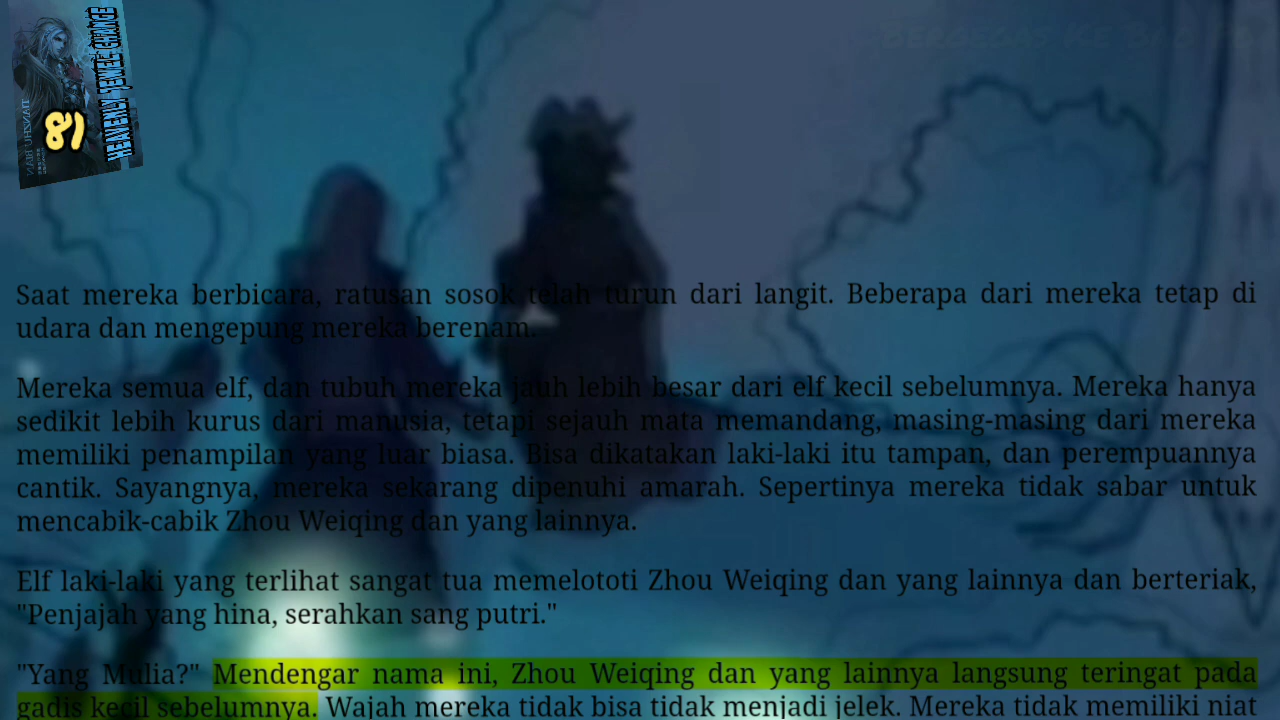 HEAVENLY JEWEL CHANGE
Saat mereka berbicara, ratusan sosok telah turun dari langit. Beberapa dari mereka tetap di
udara dan mengepung mereka berenam.
Mereka semua elf, dan tubuh mereka jauh lebih besar dari elf kecil sebelumnya. Mereka hanya
sedikit lebih kurus dari manusia, tetapi sejauh mata memandang, masing-masing dari mereka
memiliki penampilan yang luar biasa. Bisa dikatakan laki-laki itu tampan, dan perempuannya
cantik. Sayangnya, mereka sekarang dipenuhi amarah. Sepertinya mereka tidak sabar untuk
mencabik-cabik Zhou Weiqing dan yang lainnya.
Elf laki-laki yang terlihat sangat tua memelototi Zhou Weiqing dan yang lainnya dan berteriak,
"Penjajah yang hina, serahkan sang putri."
"Yang Mulia?" Mendengar nama ini, Zhou Weiqing dan yang lainnya langsung teringat pada
gadis kecil sebelumnya. Wajah mereka tidak bisa tidak menjadi jelek. Mereka tidak memiliki niat